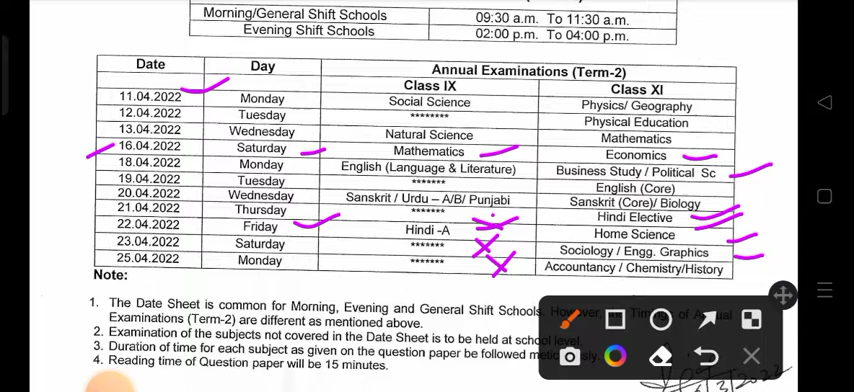 Morning/General Shift Schools 09:30 a.m. To 11:30 a.m.
Evening Shift Schools 02:00 p.m. To 04:00 p.m.
Date Day Annual Examinations (Term-2)
Class IX Class XI
11.04.2022 Monday Social Science Physics/ Geography
12.04.2022 Tuesday ******** Physical Education
13.04.2022 Wednesday Natural Science Mathematics
16.04.2022 Saturday Mathematics Economics
18.04.2022 Monday English (Language & Literature) Business Study / Political Sc
19.04.2022 Tuesday ******* English (Core)
20.04.2022 Wednesday Sanskrit / Urdu – A/B/ Punjabi Sanskrit (Core)/ Biology
21.04.2022 Thursday ******* Hindi Elective
22.04.2022 Friday Hindi -A Home Science
23.04.2022 Saturday ******* Sociology / Engg. Graphics
25.04.2022 Monday ******* Accountancy / Chemistry/History
Note:
1. The Date Sheet is common for Morning, Evening and General Shift Schools. However, the Timings of Annual
Examinations (Term-2) are different as mentioned above.
2. Examination of the subjects not covered in the Date Sheet is to be held at school level.
3. Duration of time for each subject as given on the question paper be followed meticulously.
4. Reading time of Question paper will be 15 minutes.